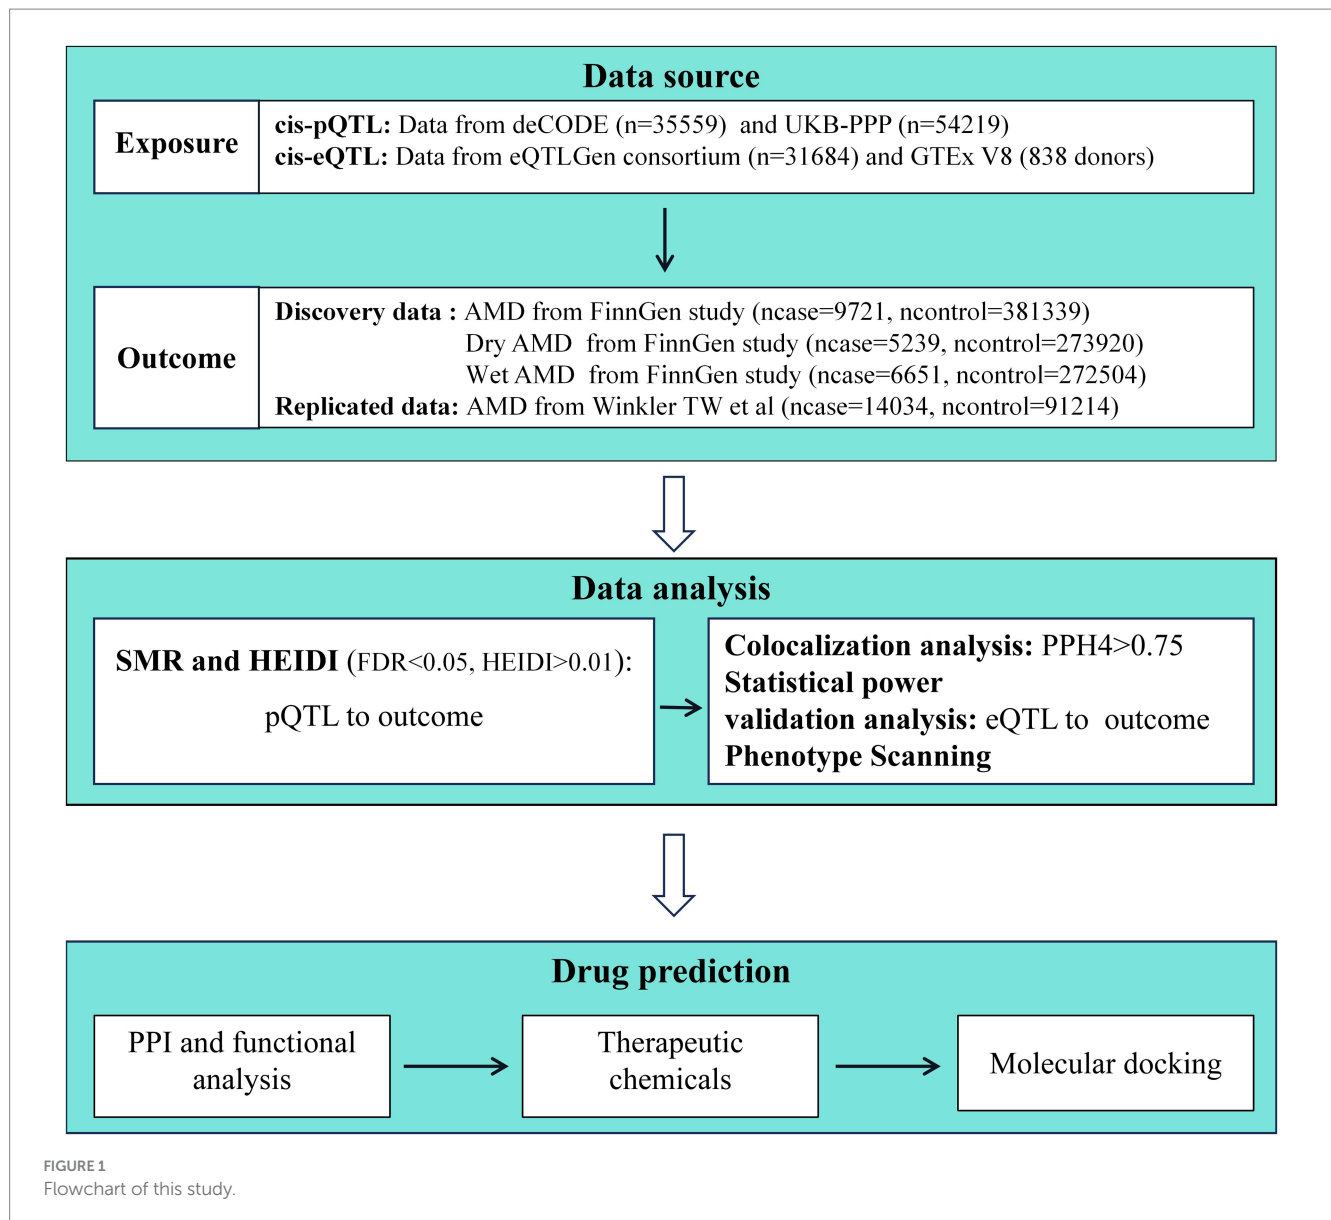 Data source
Exposure
cis-pQTL: Data from deCODE (n=35559) and UKB-PPP (n=54219)
cis-eQTL: Data from eQTLGen consortium (n=31684) and GTEx V8 (838 donors)
Outcome
Discovery data : AMD from FinnGen study (ncase=9721, ncontrol=381339)
Dry AMD from FinnGen study (ncase=5239, ncontrol=273920)
Wet AMD from FinnGen study (ncase=6651, ncontrol=272504)
Replicated data: AMD from Winkler TW et al (ncase=14034, ncontrol=91214)
Data analysis
SMR and HEIDI (FDR<0.05, HEIDI>0.01):
pQTL to outcome
Colocalization analysis: PPH4>0.75
Statistical power
validation analysis: eQTL to outcome
Phenotype Scanning
Drug prediction
PPI and functional
analysis
Therapeutic
chemicals
Molecular docking
FIGURE 1
Flowchart of this study.